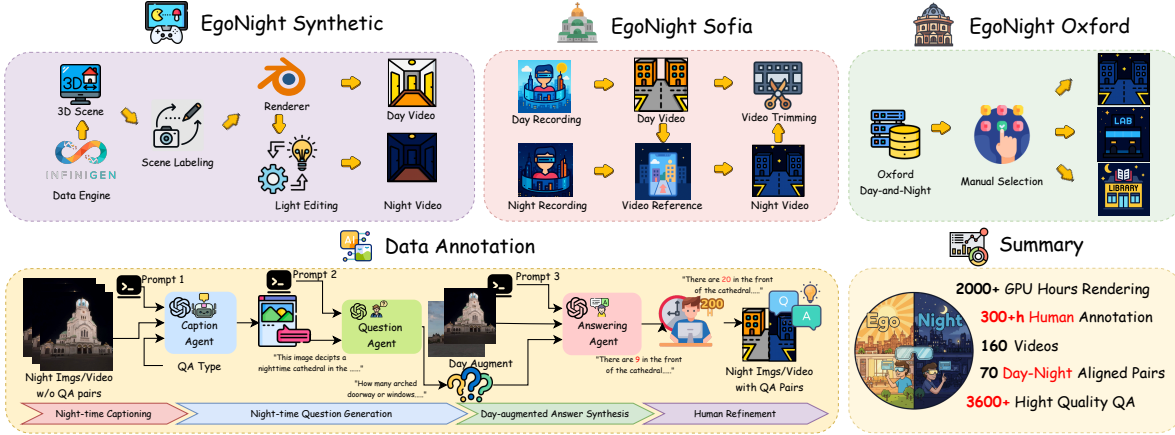 EgoNight Synthetic
3D
3D Scene
INFINIGEN
Data Engine
Scene Labeling
Renderer
Light Editing
Day Video
Night Video
EgoNight Sofia
Day Recording
Day Video
Video Trimming
Night Recording
Video Reference
Night Video
EgoNight Oxford
Oxford
Day-and-Night
Manual Selection
LAB
LIBRARY
Data Annotation
Prompt 1
Caption
Agent
QA Type
Night Imgs/Video
w/o QA pairs
Prompt 2
"This image decipts a
nighttime cathedral in the ......"
Question
Agent
"How many arched
doorway or windows....."
Prompt 3
Day Augment
Answering
Agent
"There are 9 in the front
of the cathedral....."
"There are 20 in the front
of the cathedral....."
200
Q
A
Night Imgs/Video
with QA Pairs
Night-time Captioning
Night-time Question Generation
Day-augmented Answer Synthesis
Human Refinement
Summary
Ego
Night
2000+ GPU Hours Rendering
300+h Human Annotation
160 Videos
70 Day-Night Aligned Pairs
3600+ Hight Quality QA